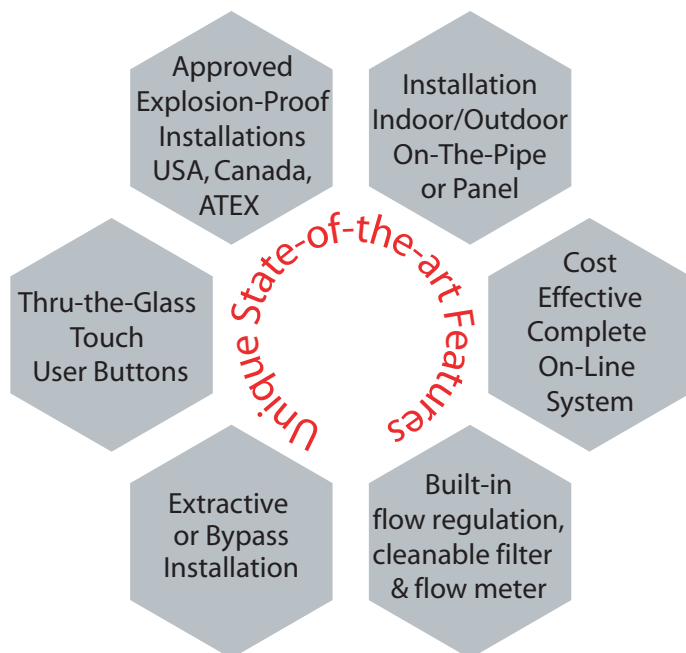 Approved
Explosion-Proof
Installations
USA, Canada,
ATEX
Installation
Indoor/Outdoor
On-The-Pipe
or Panel
Unique State-of-the-art Features
Thru-the-Glass
Touch
User Buttons
Cost
Effective
Complete
On-Line
System
Extractive
or Bypass
Installation
Built-in
flow regulation,
cleanable filter
& flow meter